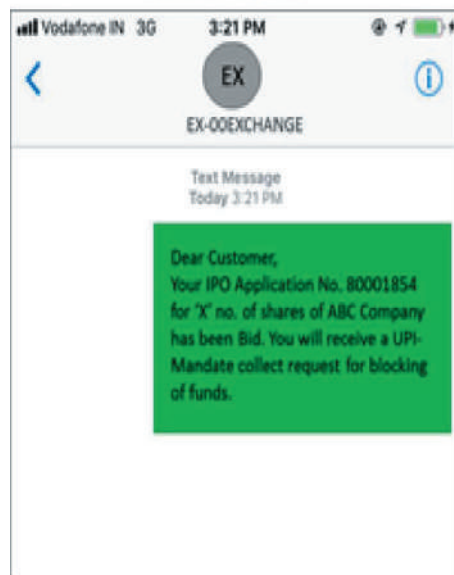 Vodafone IN 3G 3:21 PM
EX
EX-00EXCHANGE
Text Message
Today 3:21 PM
Dear Customer,
Your IPO Application No. 80001854
for 'X' no. of shares of ABC Company
has been Bid. You will receive a UPI-
Mandate collect request for blocking
of funds.